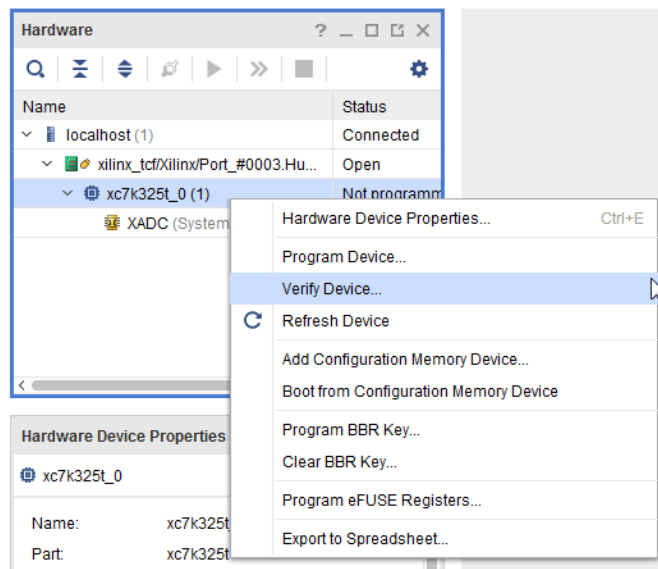 Hardware
Name Status
localhost (1) Connected
xilinx_tcf/Xilinx/Port_#0003.Hu... Open
xc7k325t_0 (1) Not programm
XADC (System
Hardware Device Properties... Ctrl+E
Program Device...
Verify Device...
Refresh Device
Add Configuration Memory Device...
Boot from Configuration Memory Device
Program BBR Key...
Clear BBR Key...
Program eFUSE Registers...
Export to Spreadsheet...
Hardware Device Properties
xc7k325t_0
Name: xc7k325t
Part: xc7k325t